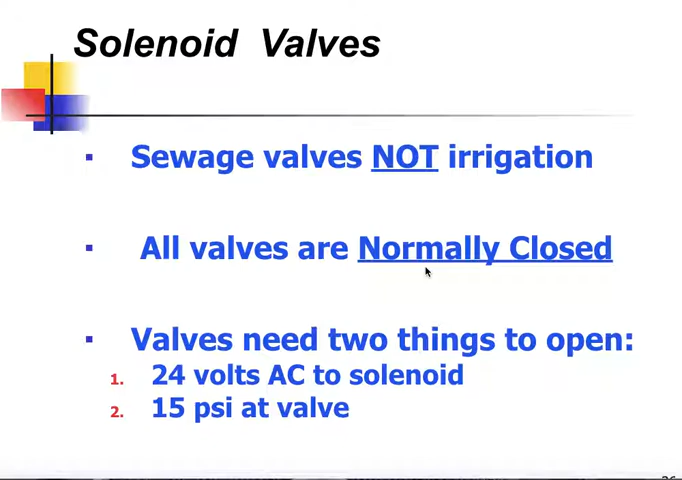 Solenoid Valves
▪ Sewage valves NOT irrigation
▪ All valves are Normally Closed
▪ Valves need two things to open:
1. 24 volts AC to solenoid
2. 15 psi at valve